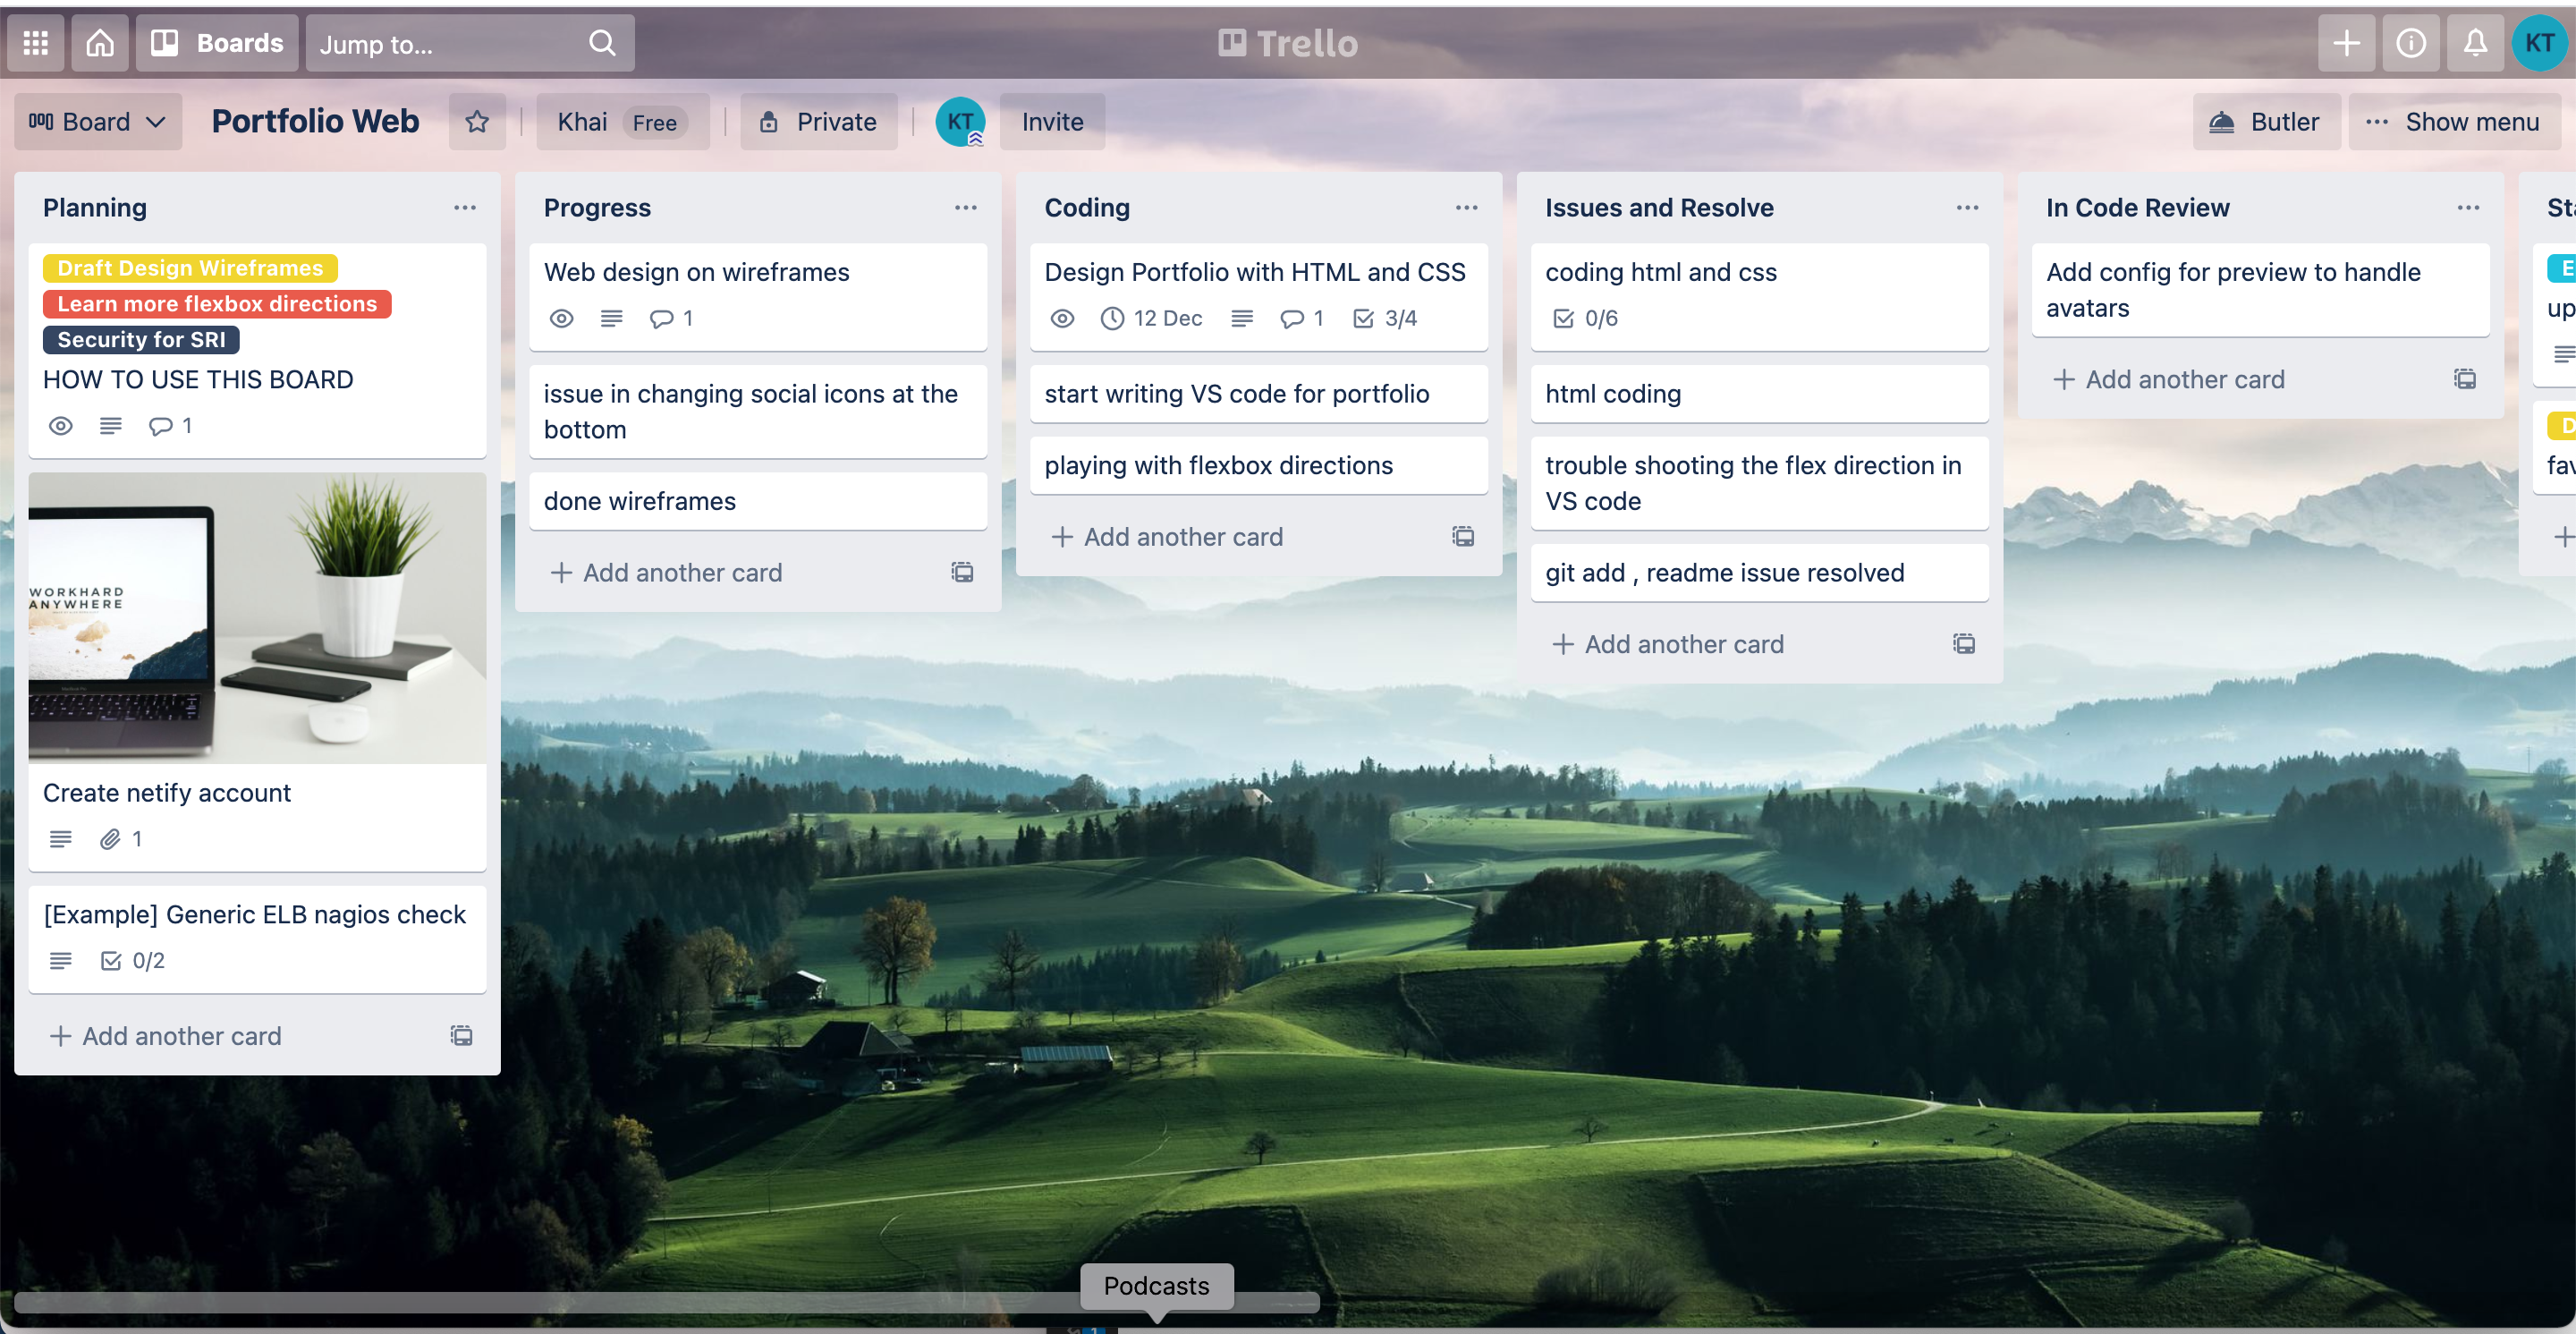 Boards
Jump to...
Trello
KT
Board
Portfolio Web
Khai Free
Private
KT
Invite
Butler
Show menu
Planning
Draft Design Wireframes
Learn more flexbox directions
Security for SRI
HOW TO USE THIS BOARD
1
WORKHARD
ANYWHERE
Create netify account
1
[Example] Generic ELB nagios check
0/2
Add another card
Progress
Web design on wireframes
1
issue in changing social icons at the
bottom
done wireframes
Add another card
Coding
Design Portfolio with HTML and CSS
12 Dec 1 3/4
start writing VS code for portfolio
playing with flexbox directions
Add another card
Issues and Resolve
coding html and css
0/6
html coding
trouble shooting the flex direction in
VS code
git add , readme issue resolved
Add another card
In Code Review
Add config for preview to handle
avatars
Add another card
Podcasts